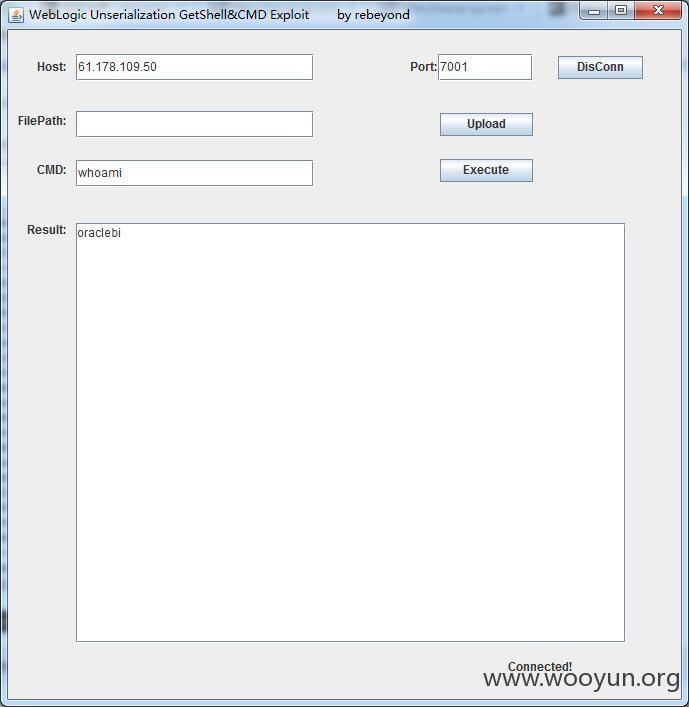 WebLogic Unserialization GetShell&CMD Exploit by rebeyond
Host: 61.178.109.50 Port: 7001 DisConn
FilePath: Upload
CMD: whoami Execute
Result: oraclebi
Connected!
www.wooyun.org